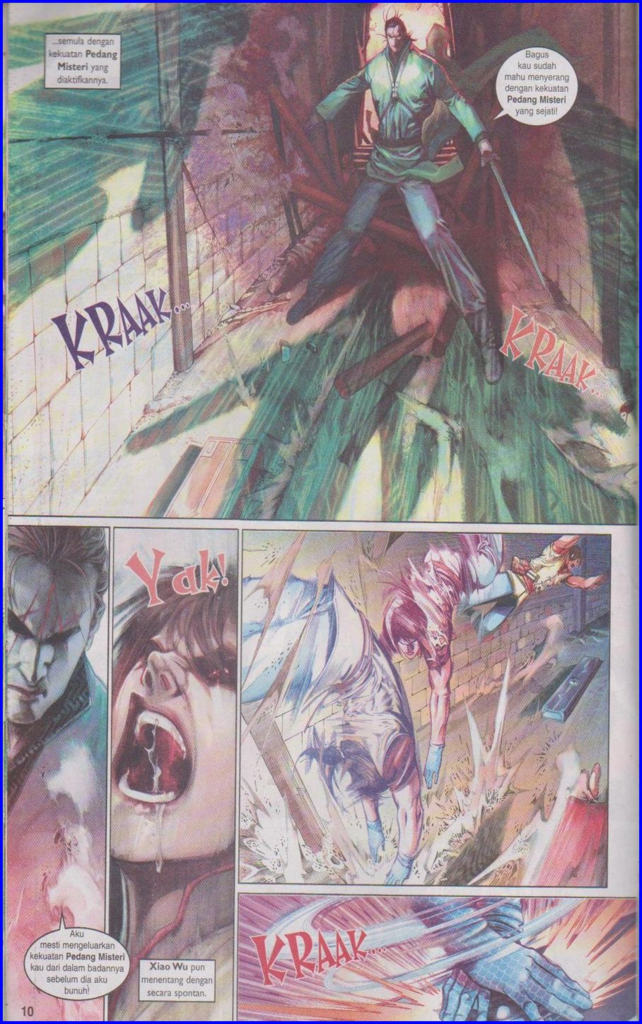 ...semula dengan
kekuatan Pedang
Misteri yang
diaktifkannya.
Bagus
kau sudah
mahu menyerang
dengan kekuatan
Pedang Misteri
yang sejati!
KRAAK...
KRAAK...
Yak!
Aku
mesti mengeluarkan
kekuatan Pedang Misteri
kau dari dalam badannya
sebelum dia aku
bunuh!
Xiao Wu pun
menentang dengan
secara spontan.
KRAAK...
10